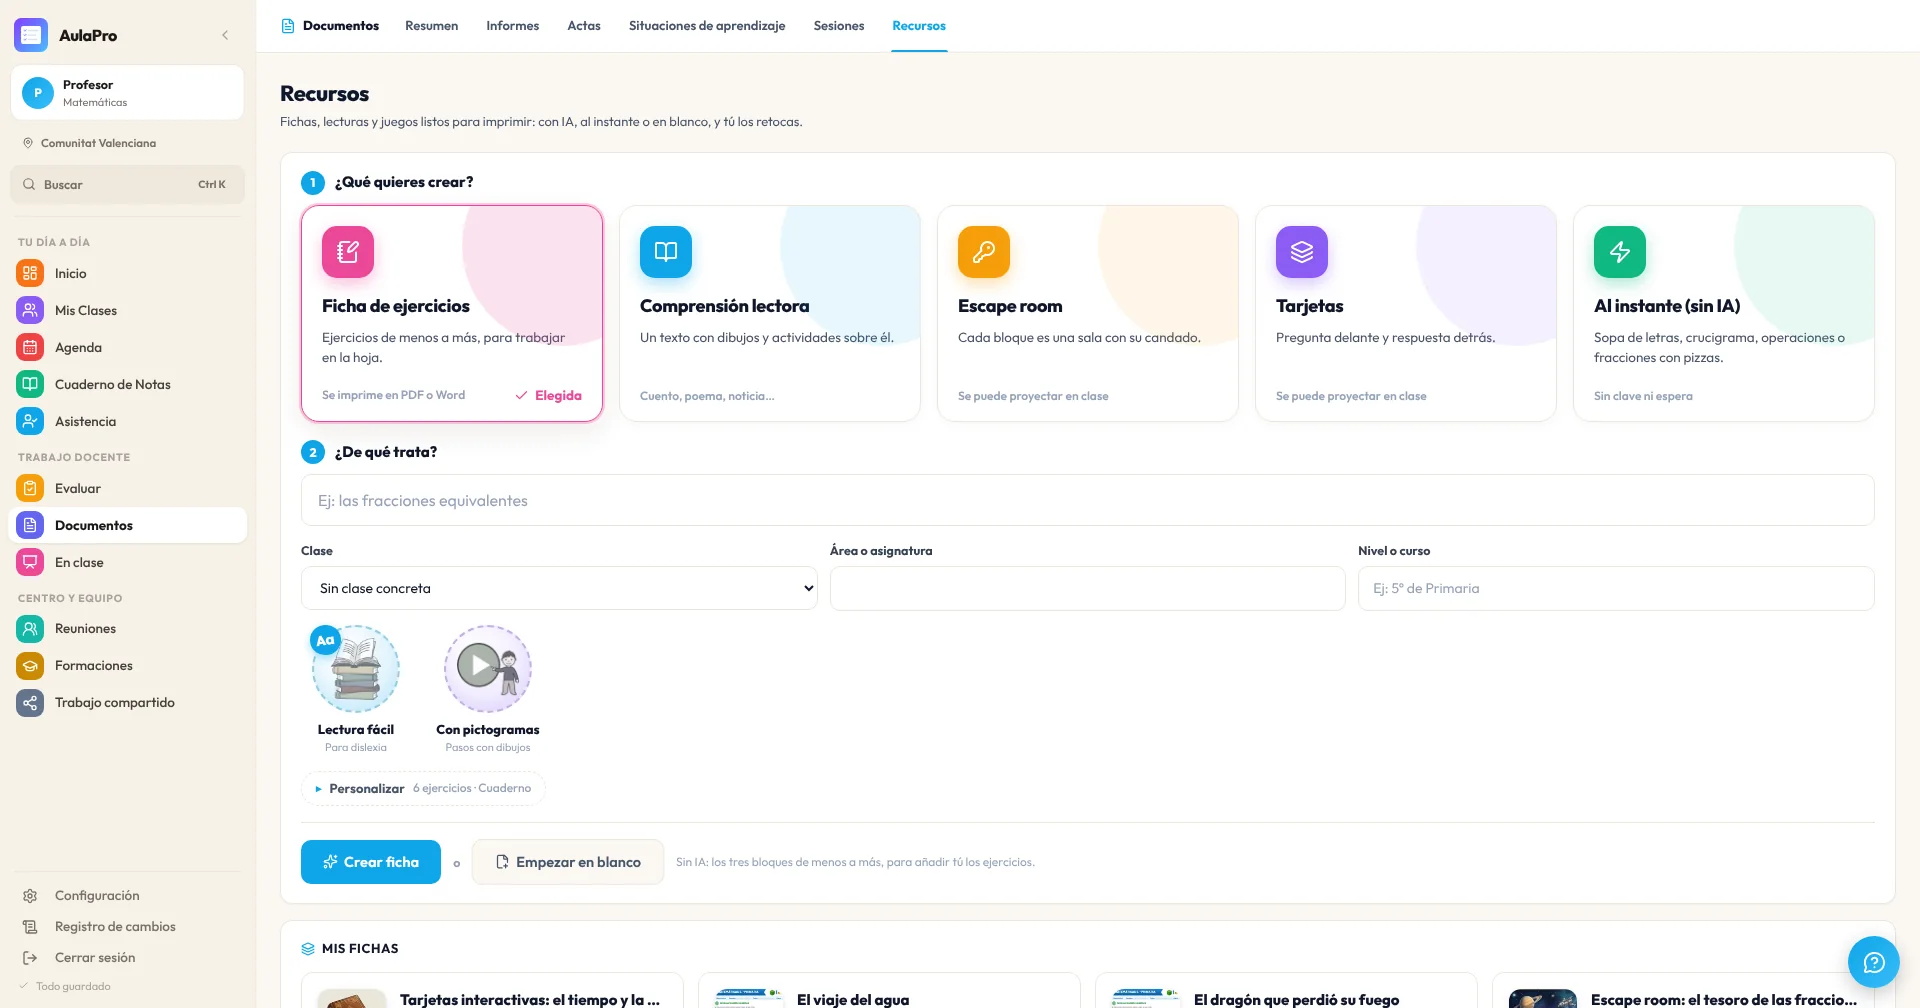 AulaPro
P
Profesor
Matemáticas
Comunitat Valenciana
Buscar
Ctrl K
TU DÍA A DÍA
Inicio
Mis Clases
Agenda
Cuaderno de Notas
Asistencia
TRABAJO DOCENTE
Evaluar
Documentos
En clase
CENTRO Y EQUIPO
Reuniones
Formaciones
Trabajo compartido
Configuración
Registro de cambios
Cerrar sesión
Todo guardado
Documentos
Resumen
Informes
Actas
Situaciones de aprendizaje
Sesiones
Recursos
Recursos
Fichas, lecturas y juegos listos para imprimir: con IA, al instante o en blanco, y tú los retocas.
1 ¿Qué quieres crear?
Ficha de ejercicios
Ejercicios de menos a más, para trabajar
en la hoja.
Se imprime en PDF o Word
Elegida
Comprensión lectora
Un texto con dibujos y actividades sobre él.
Cuento, poema, noticia...
Escape room
Cada bloque es una sala con su candado.
Se puede proyectar en clase
Tarjetas
Pregunta delante y respuesta detrás.
Se puede proyectar en clase
Al instante (sin IA)
Sopa de letras, crucigrama, operaciones o
fracciones con pizzas.
Sin clave ni espera
2 ¿De qué trata?
Ej: las fracciones equivalentes
Clase
Sin clase concreta
Área o asignatura
Nivel o curso
Ej: 5º de Primaria
Aa
Lectura fácil
Para dislexia
Con pictogramas
Pasos con dibujos
Personalizar 6 ejercicios · Cuaderno
Crear ficha
o
Empezar en blanco
Sin IA: los tres bloques de menos a más, para añadir tú los ejercicios.
MIS FICHAS
Tarjetas interactivas: el tiempo y la ...
El viaje del agua
El dragón que perdió su fuego
Escape room: el tesoro de las fraccio...